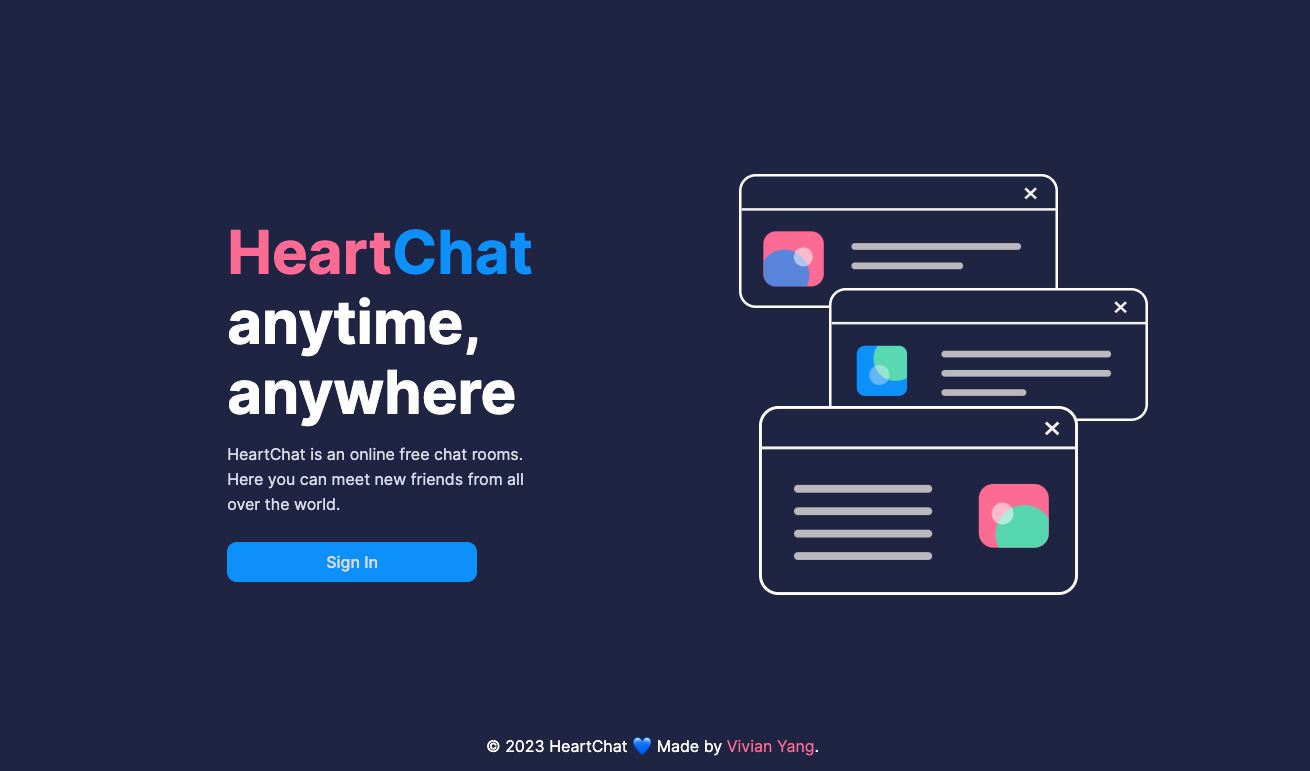 HeartChat
anytime,
anywhere
HeartChat is an online free chat rooms.
Here you can meet new friends from all
over the world.
Sign In
© 2023 HeartChat 💙 Made by Vivian Yang.